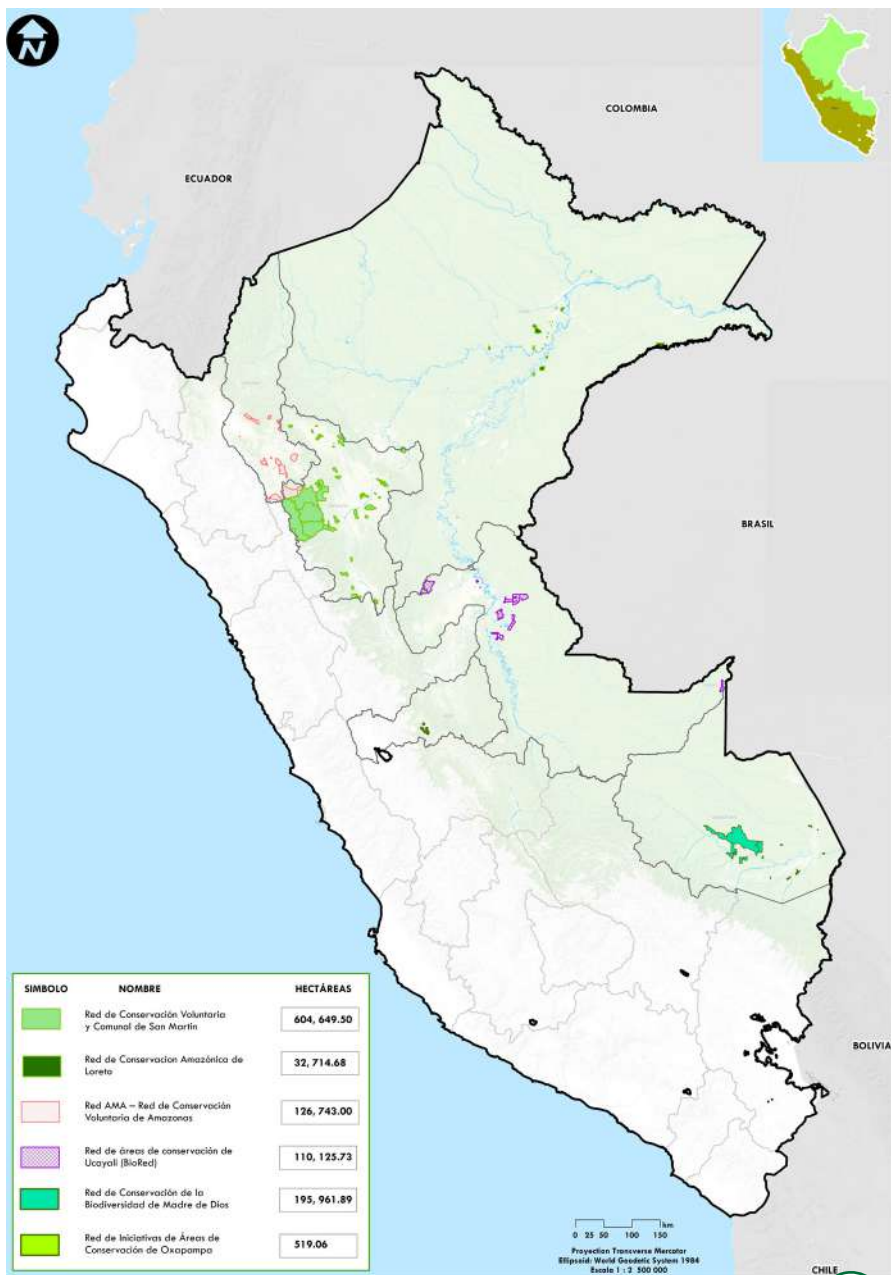 N
COLOMBIA
ECUADOR
BRASIL
BOLIVIA
CHILE
SIMBOLO NOMBRE HECTÁREAS
Red de Conservación Voluntaria
y Comunal de San Martín
604, 649.50
Red de Conservacion Amazónica de
Loreto
32, 714.68
Red AMA – Red de Conservación
Voluntaria de Amazonas
126, 743.00
Red de áreas de conservación de
Ucayali (BioRed)
110, 125.73
Red de Conservación de la
Biodiversidad de Madre de Dios
195, 961.89
Red de Iniciativas de Áreas de
Conservación de Oxapampa
519.06
0 25 50 100 150 km
Proyection Transverse Mercator
Ellipsoid: World Geodetic System 1984
Escala 1 : 2 500 000